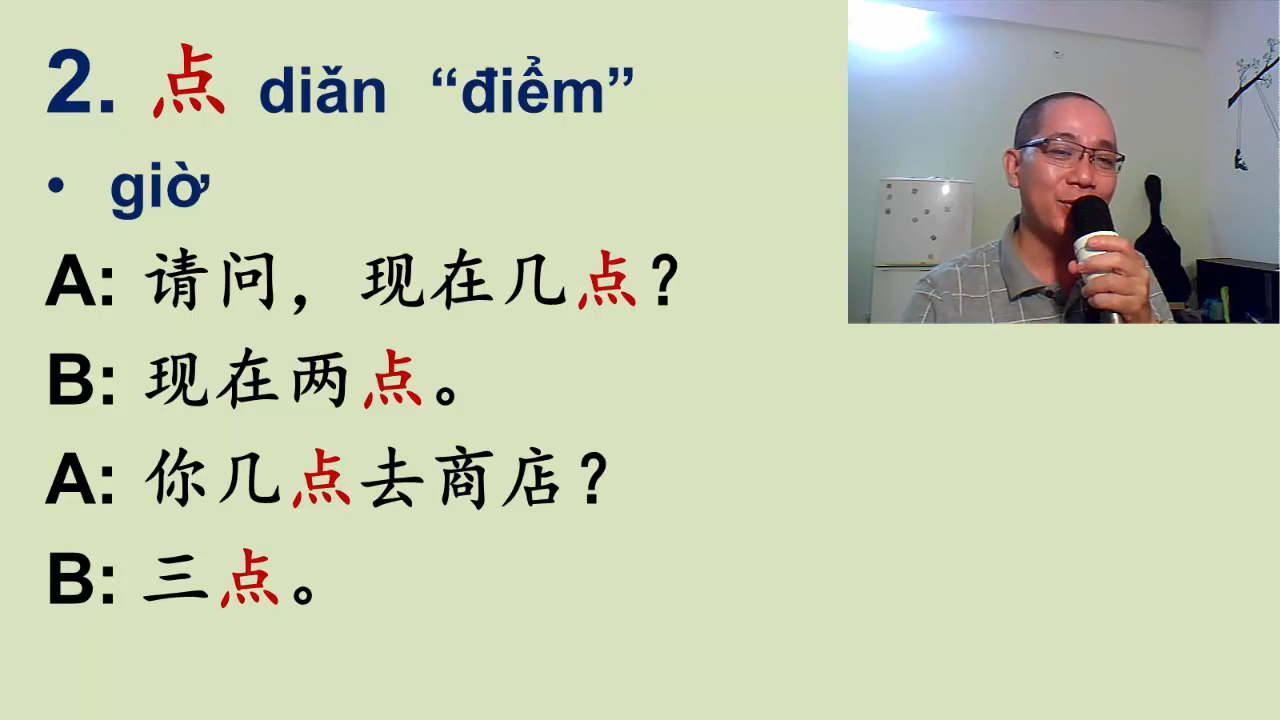 2. 点 diǎn “điểm”
• giờ
A: 请问，现在几点？
B: 现在两点。
A: 你几点去商店？
B: 三点。